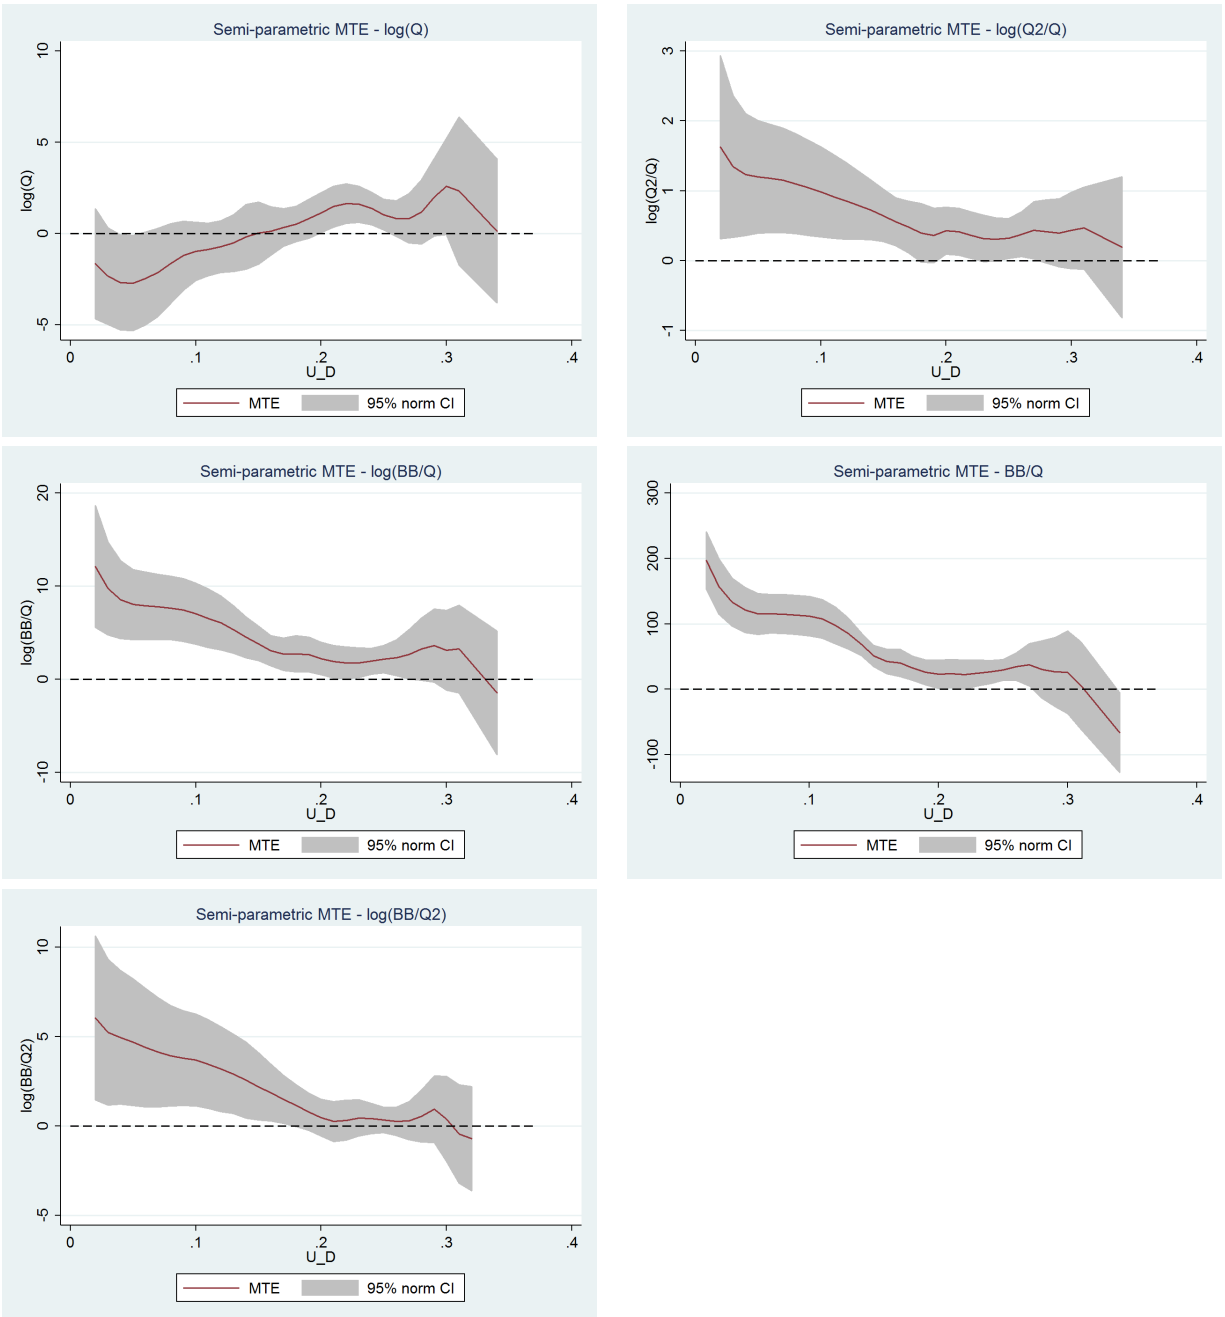 Semi-parametric MTE - log(Q)
log(Q)
10
5
0
-5
0 .1 .2 .3 .4
U_D
MTE 95% norm CI
Semi-parametric MTE - log(Q2/Q)
log(Q2/Q)
3
2
1
0
-1
0 .1 .2 .3 .4
U_D
MTE 95% norm CI
Semi-parametric MTE - log(BB/Q)
log(BB/Q)
20
10
0
-10
0 .1 .2 .3 .4
U_D
MTE 95% norm CI
Semi-parametric MTE - BB/Q
BB/Q
300
200
100
0
-100
0 .1 .2 .3 .4
U_D
MTE 95% norm CI
Semi-parametric MTE - log(BB/Q2)
log(BB/Q2)
10
5
0
-5
0 .1 .2 .3 .4
U_D
MTE 95% norm CI